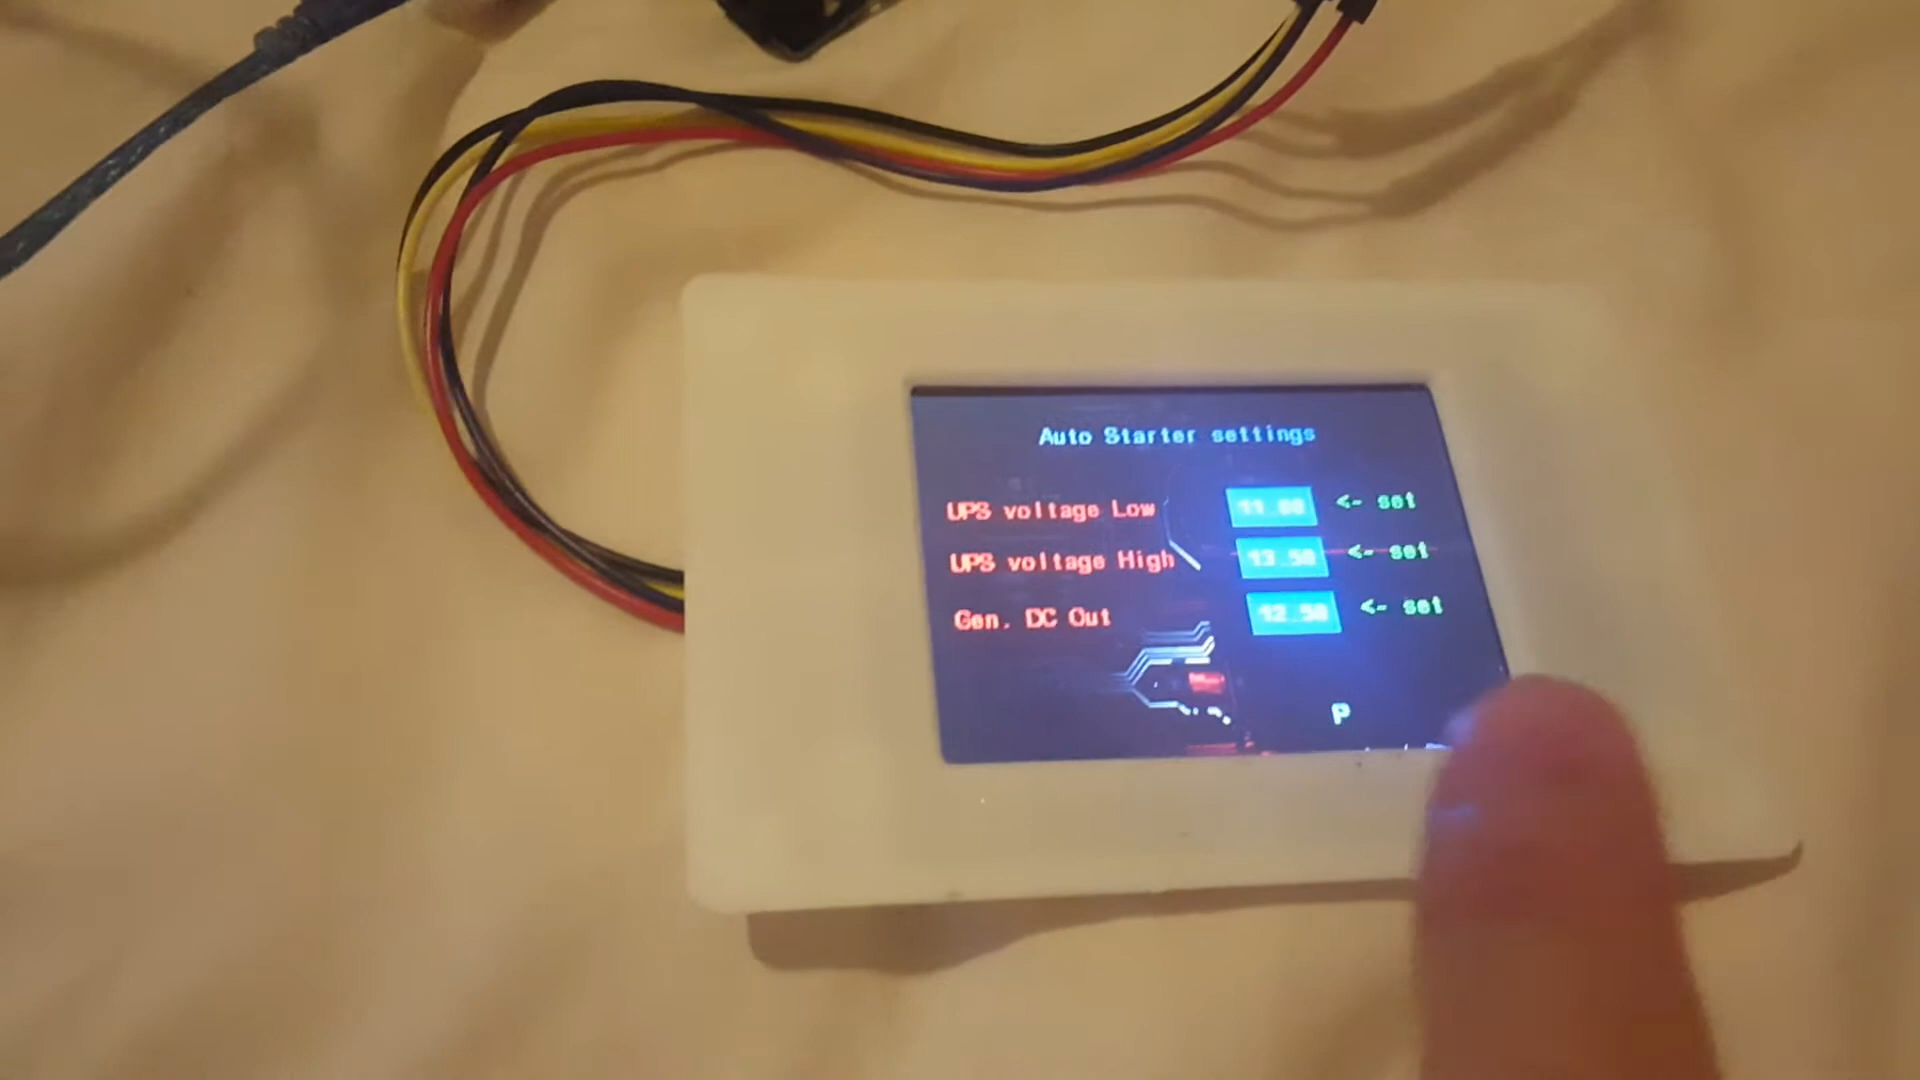 Auto Starter settings
UPS voltage Low <- set
UPS voltage High 13.50 <- set
Gen. DC Out 12.50 <- set
P